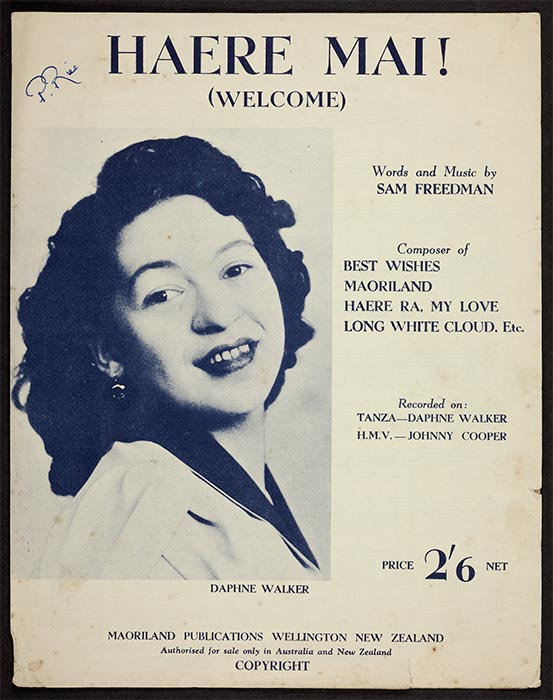 HAERE MAI!
P. Rice
(WELCOME)
Words and Music by
SAM FREEDMAN
Composer of
BEST WISHES
MAORILAND
HAERE RA, MY LOVE
LONG WHITE CLOUD. Etc.
Recorded on:
TANZA—DAPHNE WALKER
H.M.V.—JOHNNY COOPER
PRICE 2'6 NET
DAPHNE WALKER
MAORILAND PUBLICATIONS WELLINGTON NEW ZEALAND
Authorised for sale only in Australia and New Zealand
COPYRIGHT